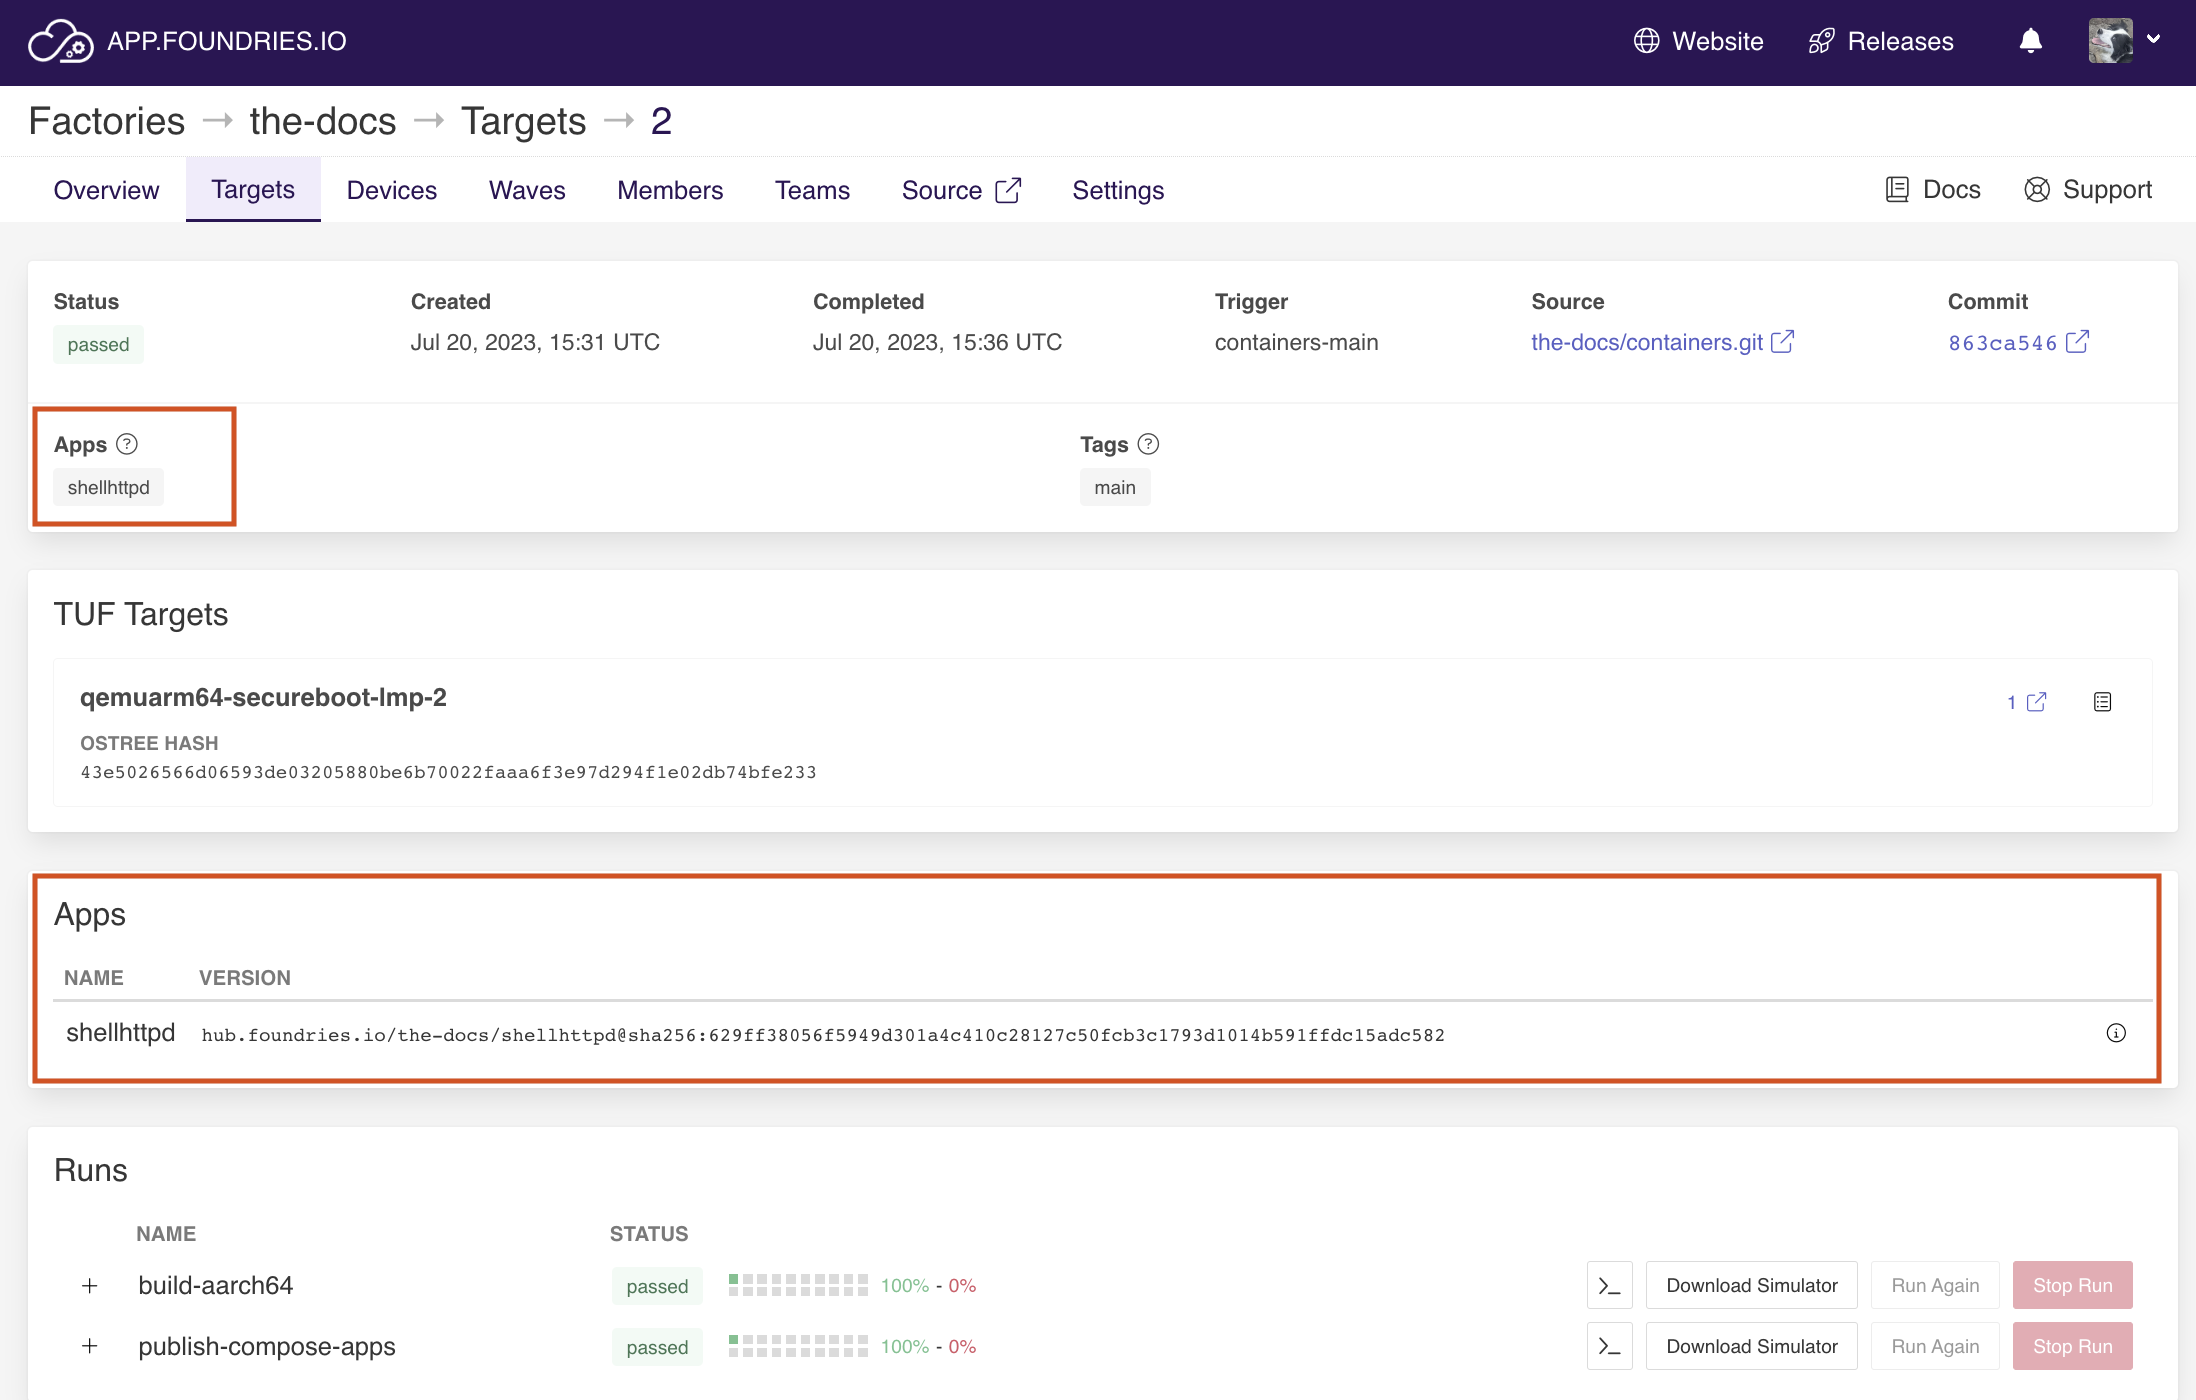 APP.FOUNDRIES.IO Website Releases
Factories → the-docs → Targets → 2
Overview Targets Devices Waves Members Teams Source Settings Docs Support
Status Created Completed Trigger Source Commit
passed Jul 20, 2023, 15:31 UTC Jul 20, 2023, 15:36 UTC containers-main the-docs/containers.git 863ca546
Apps ? Tags ?
shellhttpd main
TUF Targets
qemuarm64-secureboot-lmp-2 1
OSTREE HASH
43e5026566d06593de03205880be6b70022faaa6f3e97d294f1e02db74bfe233
Apps
NAME VERSION
shellhttpd hub.foundries.io/the-docs/shellhttpd@sha256:629ff38056f5949d301a4c410c28127c50fcb3c1793d1014b591ffdc15adc582
Runs
NAME STATUS
+ build-aarch64 passed 100% - 0% >_ Download Simulator Run Again Stop Run
+ publish-compose-apps passed 100% - 0% >_ Download Simulator Run Again Stop Run